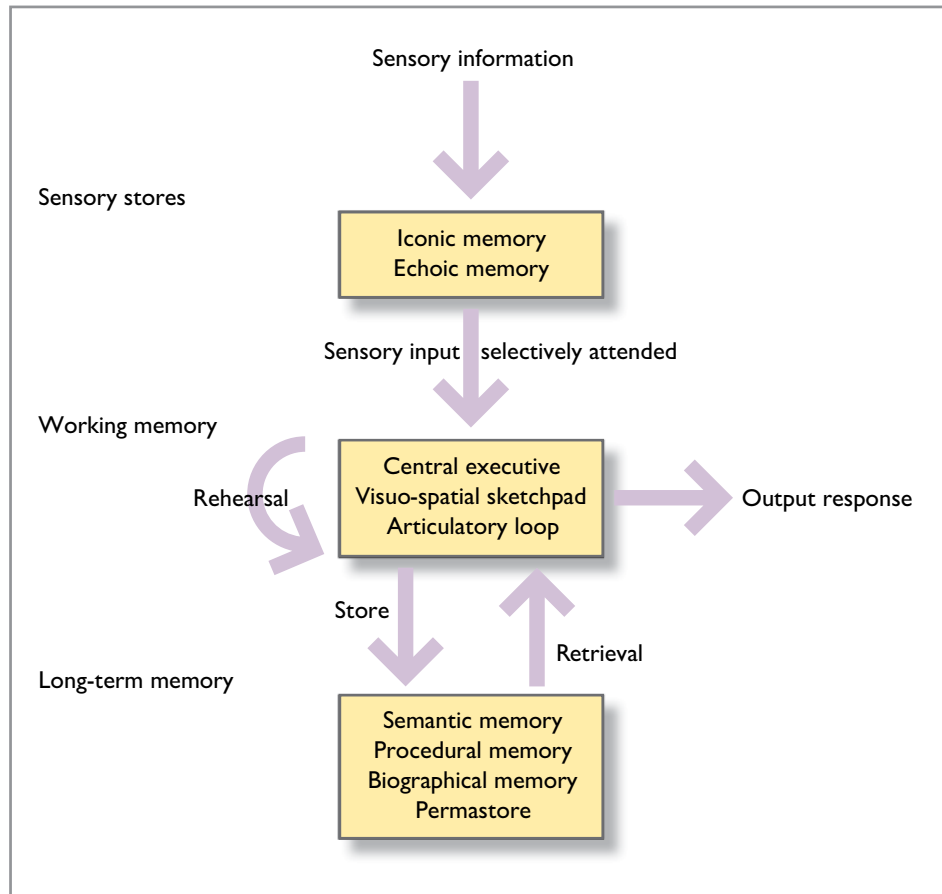 Sensory information
Sensory stores
Iconic memory
Echoic memory
Sensory input selectively attended
Working memory
Central executive
Visuo-spatial sketchpad
Articulatory loop
Rehearsal
Output response
Store
Retrieval
Long-term memory
Semantic memory
Procedural memory
Biographical memory
Permastore